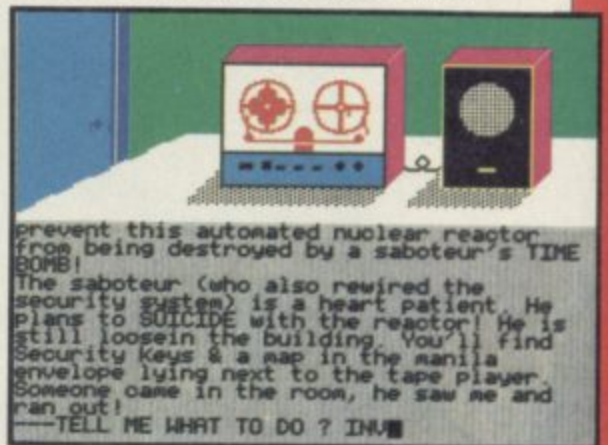 prevent this automated nuclear reactor
from being destroyed by a saboteur's TIME
BOMB!
The saboteur (who also rewired the
security system) is a heart patient. He
plans to SUICIDE with the reactor! He is
still loosein the building. You'll find
Security Keys & a map in the manila
envelope lying next to the tape player.
Someone came in the room, he saw me and
ran out!
---TELL ME WHAT TO DO ? INV